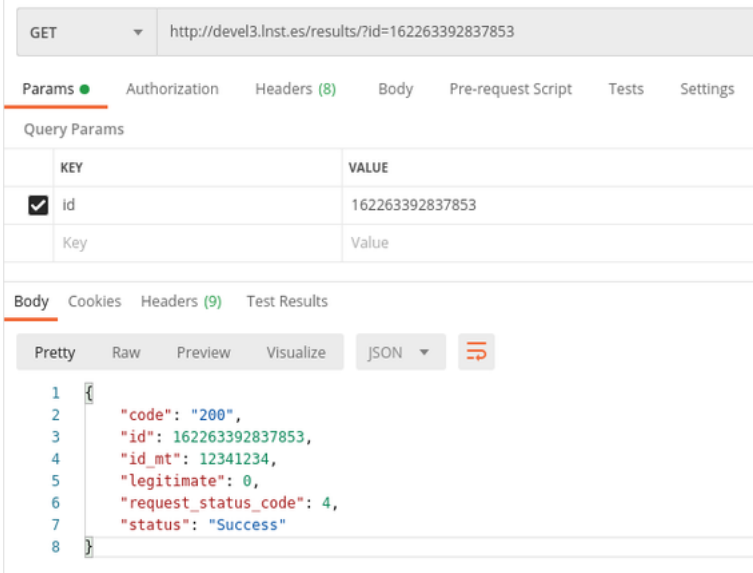 GET http://devel3.lnst.es/results/?id=162263392837853
Params Authorization Headers (8) Body Pre-request Script Tests Settings
Query Params
KEY VALUE
id 162263392837853
Key Value
Body Cookies Headers (9) Test Results
Pretty Raw Preview Visualize JSON
1 {
2 "code": "200",
3 "id": 162263392837853,
4 "id_mt": 12341234,
5 "legitimate": 0,
6 "request_status_code": 4,
7 "status": "Success"
8 }